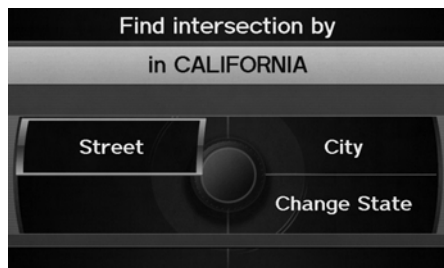 Find intersection by
in CALIFORNIA
Street
City
Change State